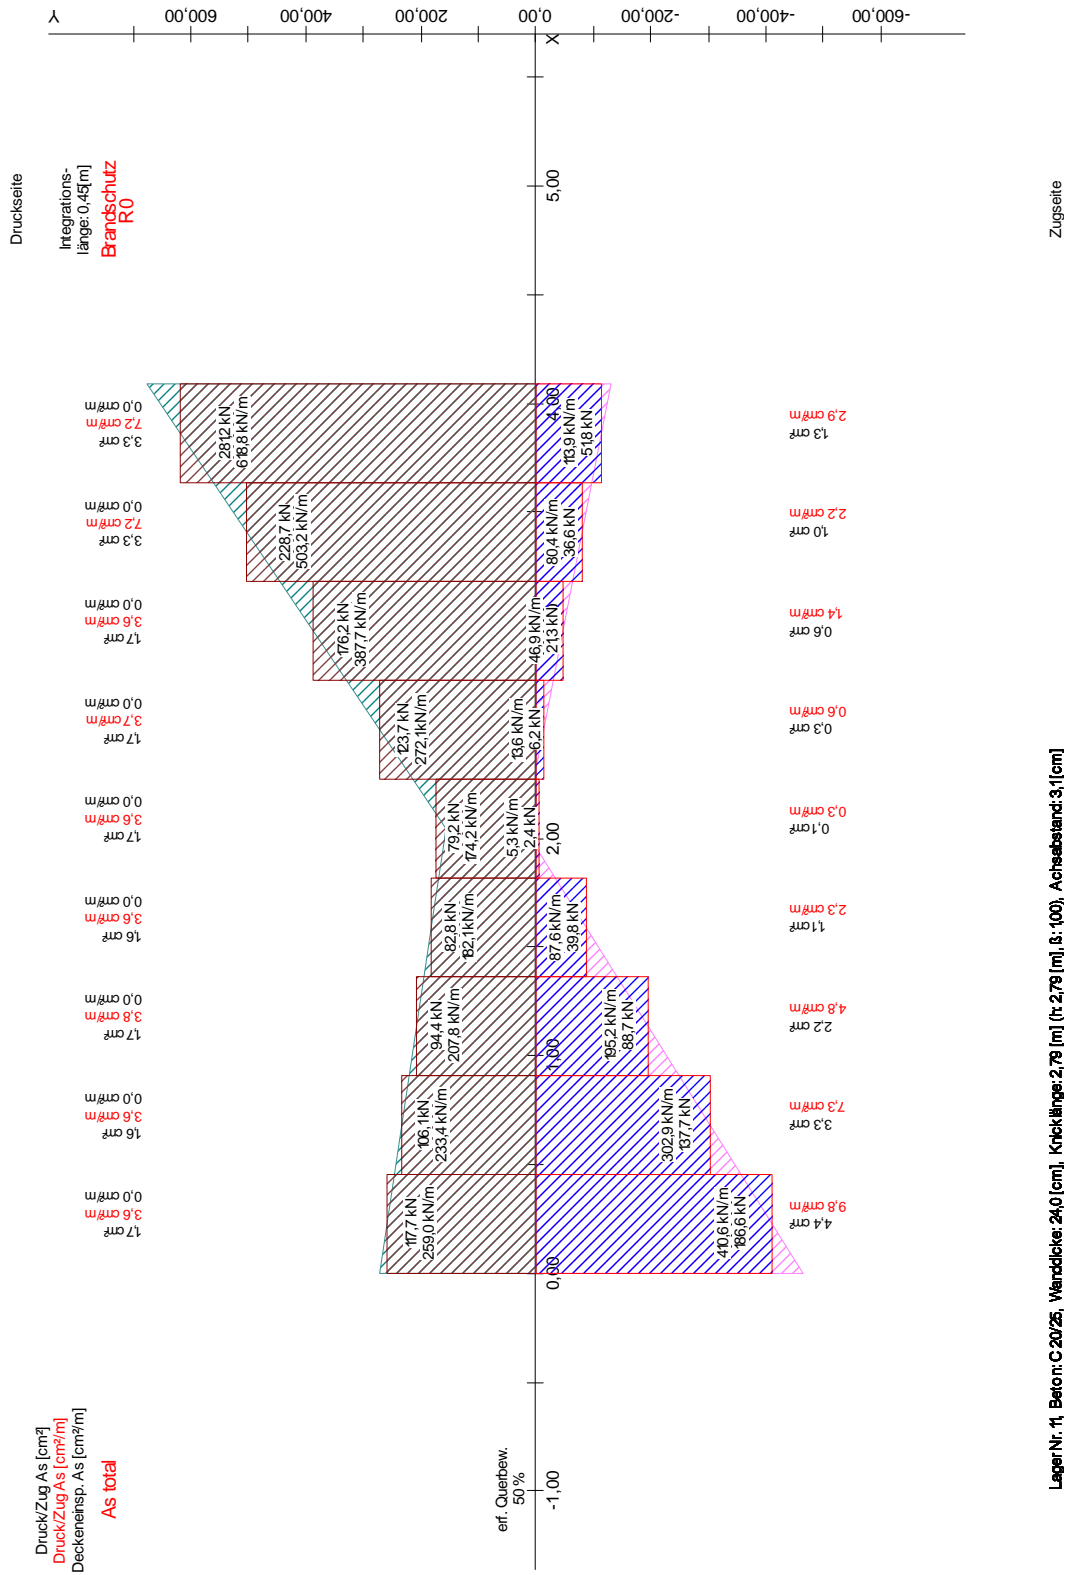 Druck/Zug As [cm²]
Druck/Zug As [cm²/m]
Deckeneinsp. As [cm²/m]
As total
Druckseite
Integrations-
länge: 0,45[m]
Brandschutz
R 0
1,7 cm²
3,6 cm²/m
0,0 cm²/m
1,6 cm²
3,6 cm²/m
0,0 cm²/m
1,7 cm²
3,8 cm²/m
0,0 cm²/m
1,6 cm²
3,6 cm²/m
0,0 cm²/m
1,7 cm²
3,6 cm²/m
0,0 cm²/m
1,7 cm²
3,7 cm²/m
0,0 cm²/m
1,7 cm²
3,6 cm²/m
0,0 cm²/m
3,3 cm²
7,2 cm²/m
0,0 cm²/m
3,3 cm²
7,2 cm²/m
0,0 cm²/m
117,7 kN
259,0 kN/m
106,1 kN
233,4 kN/m
94,4 kN
207,8 kN/m
82,8 kN
182,1 kN/m
79,2 kN
174,2 kN/m
123,7 kN
272,1 kN/m
176,2 kN
387,7 kN/m
228,7 kN
503,2 kN/m
281,2 kN
618,8 kN/m
erf. Querbew.
50 %
-1,00
0,00
1,00
2,00
4,00
5,00
X
Y
600,00
400,00
200,00
0,00
-200,00
-400,00
-600,00
410,6 kN/m
186,6 kN
302,9 kN/m
137,7 kN
195,2 kN/m
88,7 kN
87,6 kN/m
39,8 kN
5,3 kN/m
2,4 kN
13,6 kN/m
6,2 kN
46,9 kN/m
21,3 kN
80,4 kN/m
36,6 kN
113,9 kN/m
51,8 kN
4,4 cm²
9,8 cm²/m
3,3 cm²
7,3 cm²/m
2,2 cm²
4,8 cm²/m
1,1 cm²
2,3 cm²/m
0,1 cm²
0,3 cm²/m
0,3 cm²
0,6 cm²/m
0,6 cm²
1,4 cm²/m
1,0 cm²
2,2 cm²/m
1,3 cm²
2,9 cm²/m
Zugseite
Lager Nr. 11, Beton: C 20/25, Wanddicke: 24,0 [cm], Knicklänge: 2,79 [m] (h: 2,79 [m], ß: 1,00), Achsabstand: 3,1 [cm]